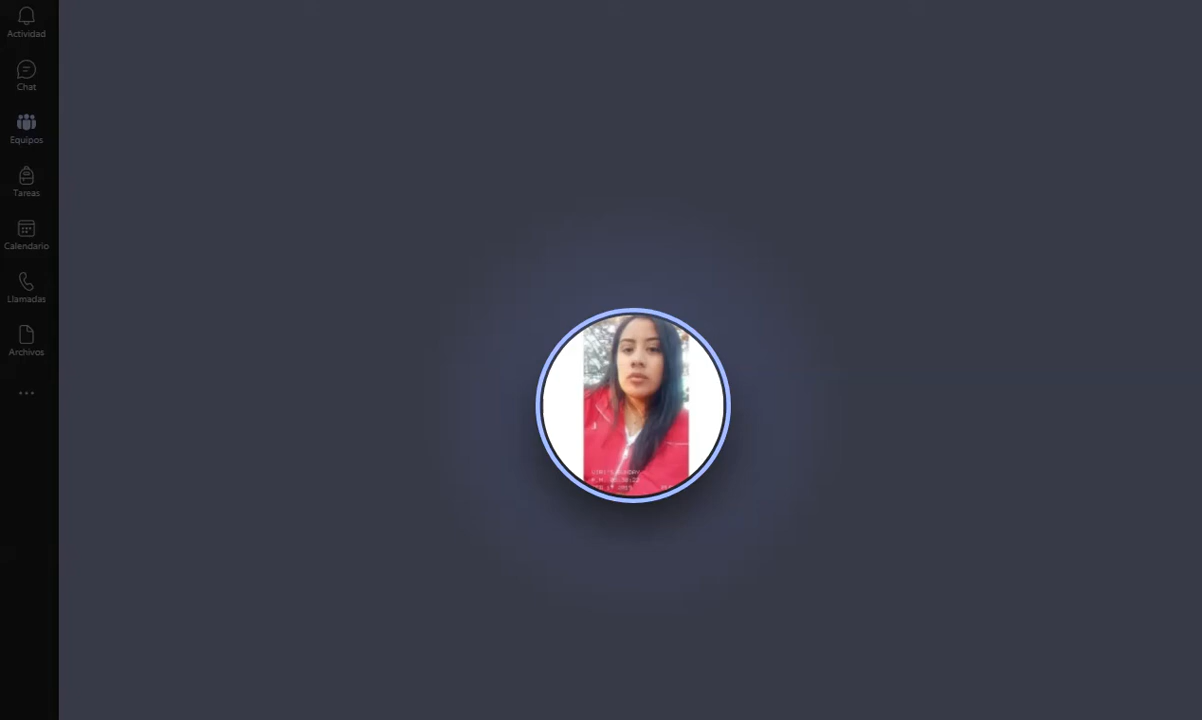 Actividad
Chat
Equipos
Tareas
Calendario
Llamadas
Archivos
...